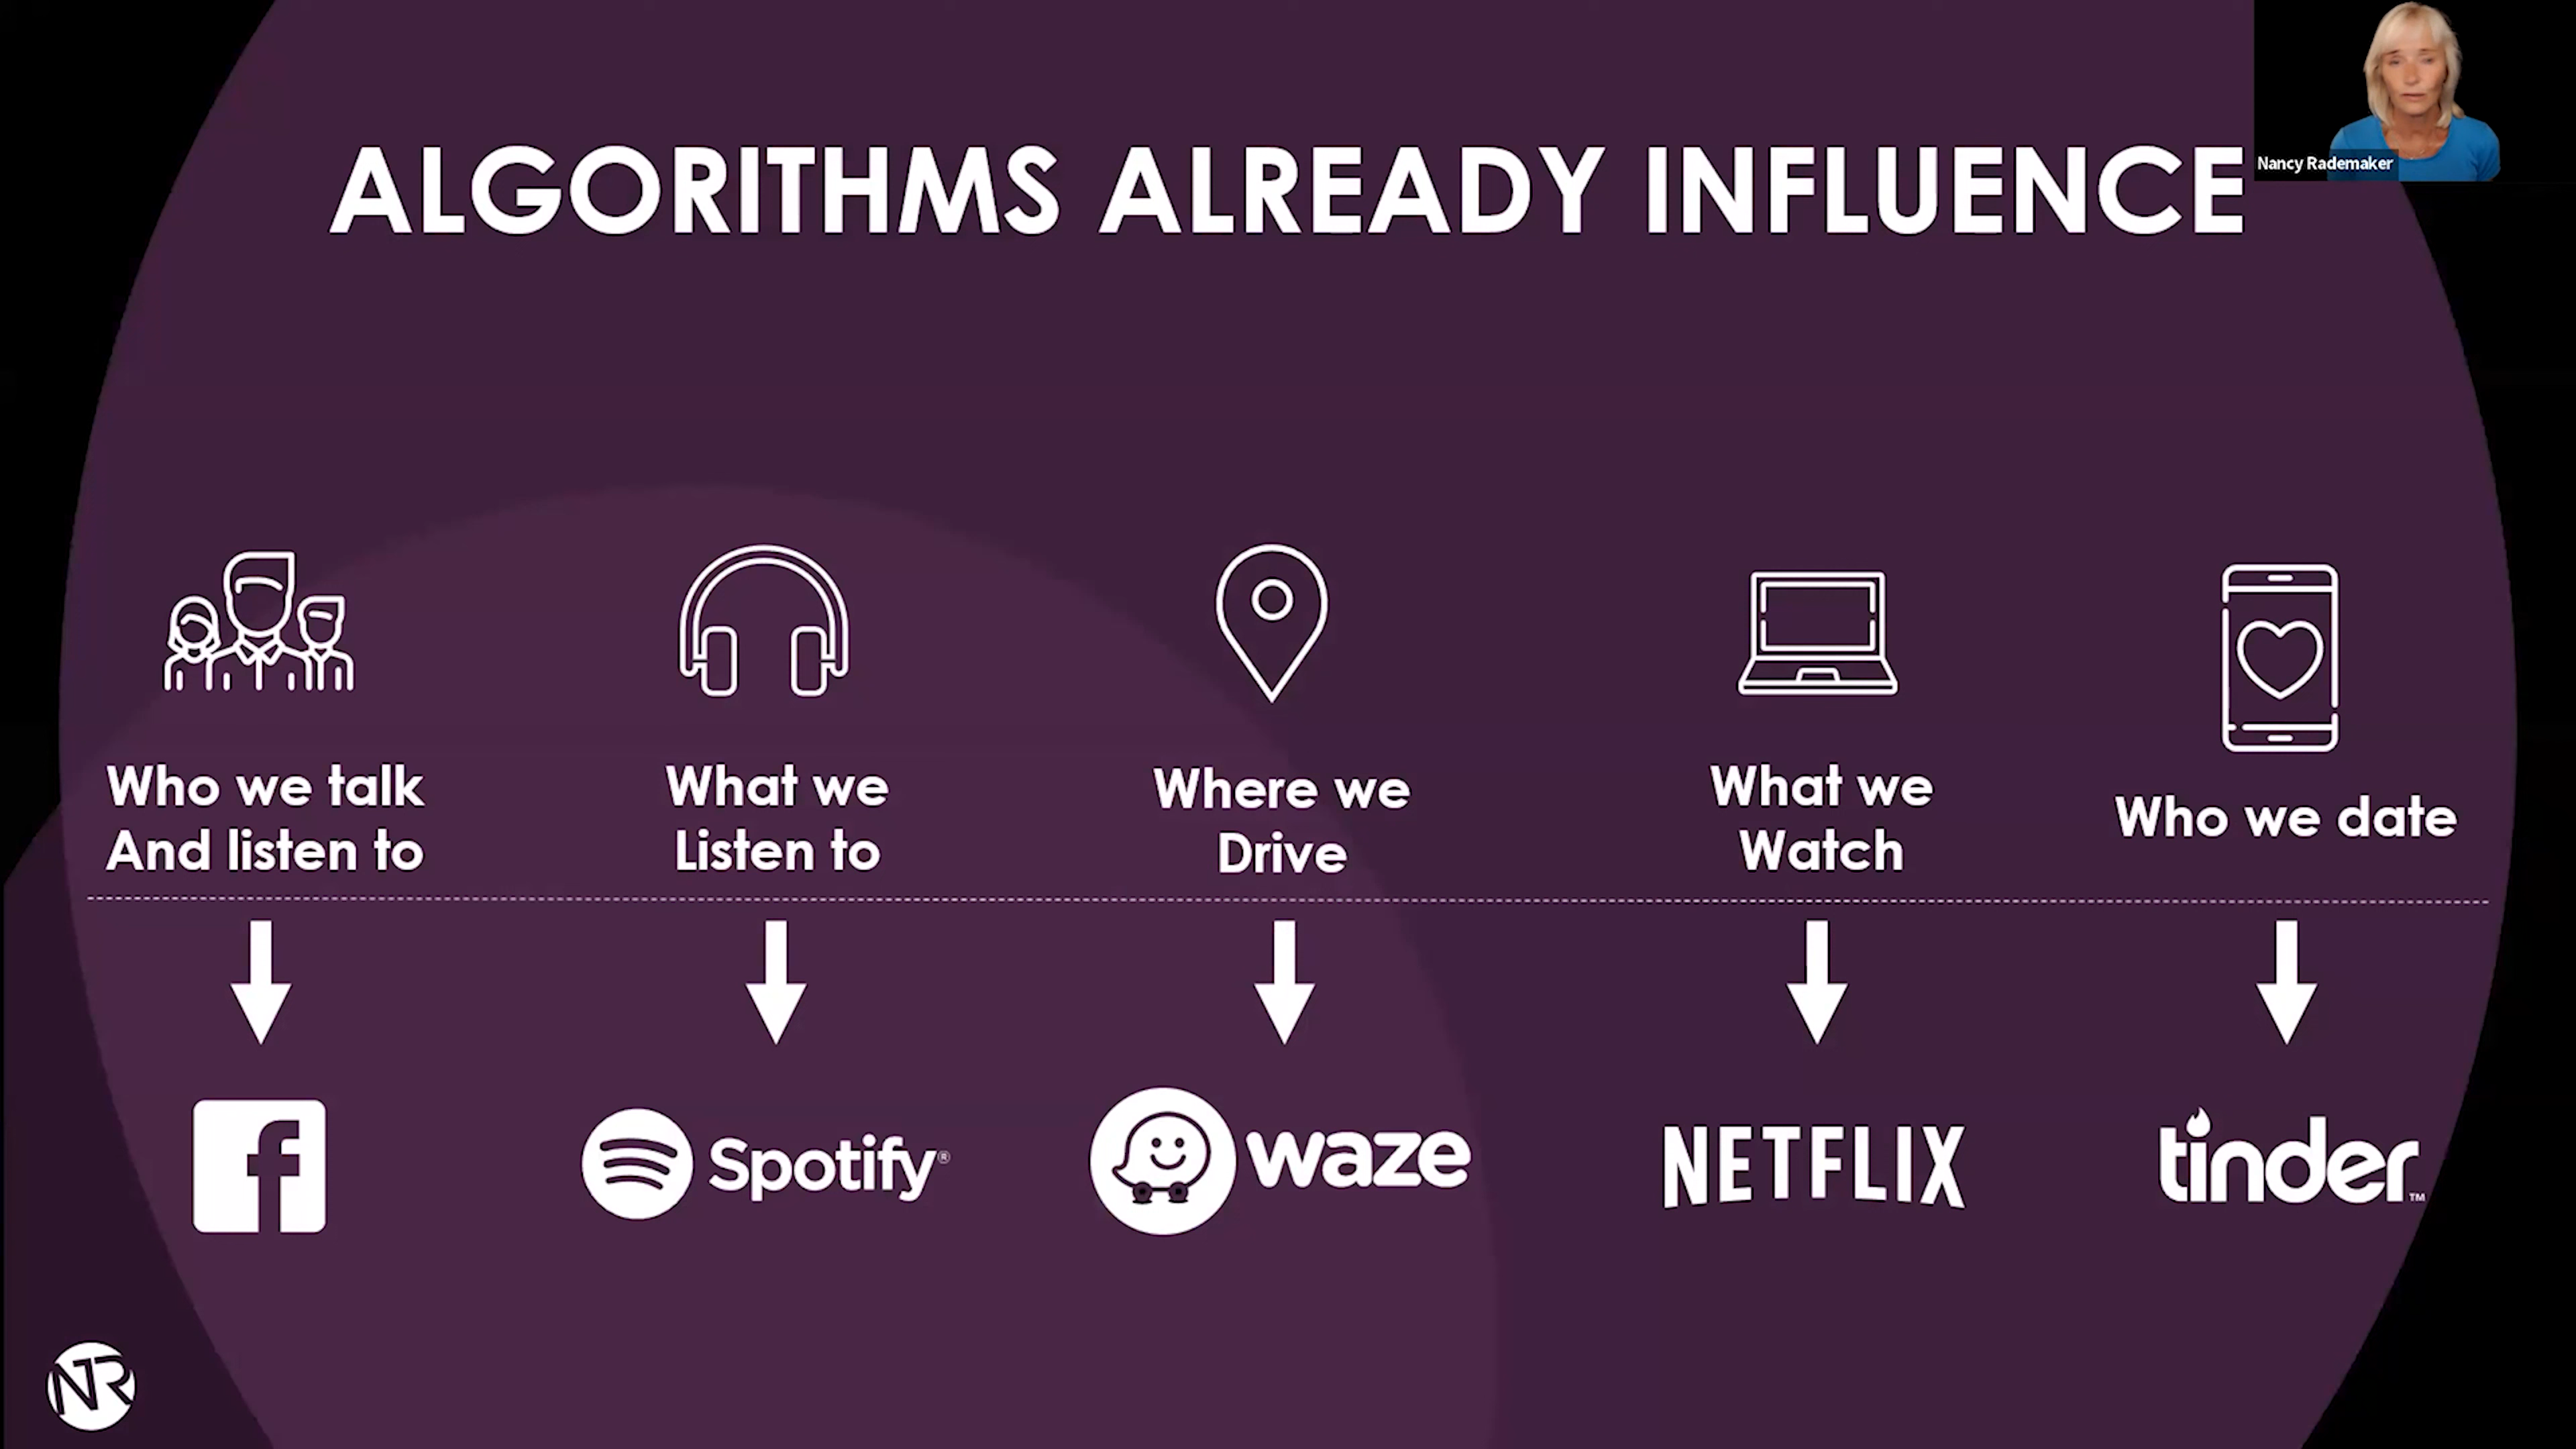 Nancy Rademaker
ALGORITHMS ALREADY INFLUENCE
Who we talk
And listen to
What we
Listen to
Where we
Drive
What we
Watch
Who we date
f
Spotify®
waze
NETFLIX
tinder™
NR